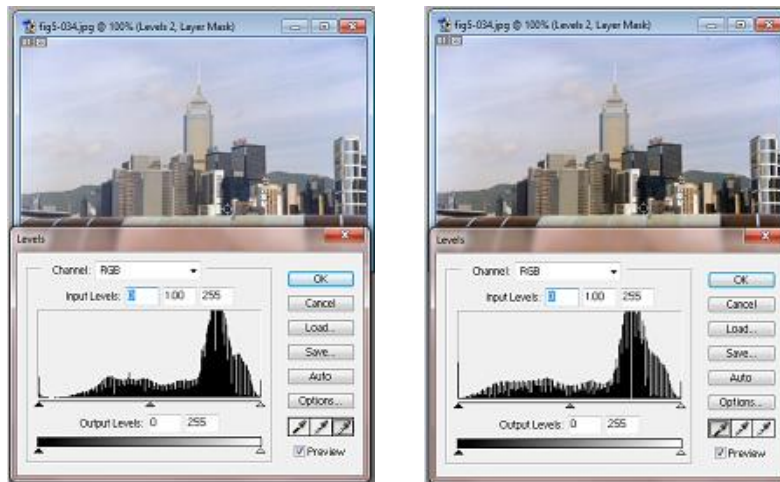 fig5-034.jpg @ 100% (Levels 2, Layer Mask)
Levels
Channel: RGB
Input Levels: 0 1.00 255
OK
Cancel
Load...
Save...
Auto
Options...
Output Levels: 0 255
Preview
fig5-034.jpg @ 100% (Levels 2, Layer Mask)
Levels
Channel: RGB
Input Levels: 0 1.00 255
OK
Cancel
Load...
Save...
Auto
Options...
Output Levels: 0 255
Preview